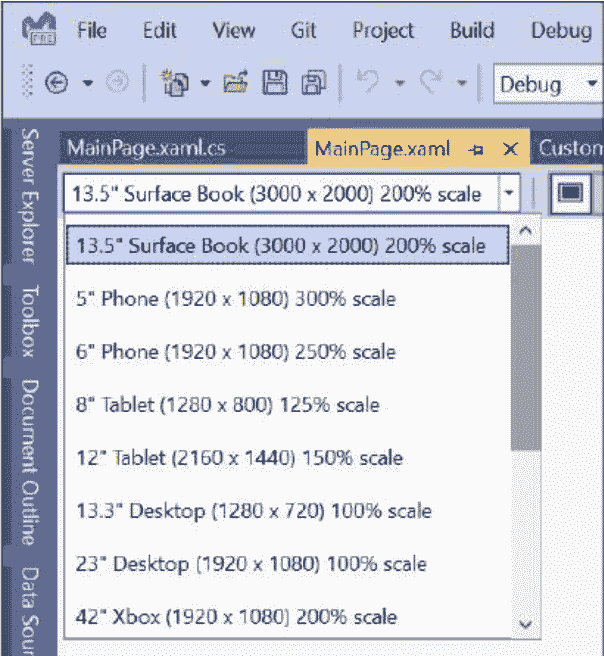 PRE
File Edit View Git Project Build Debug
Debug
MainPage.xaml.cs MainPage.xaml Custom
13.5" Surface Book (3000 x 2000) 200% scale
13.5" Surface Book (3000 x 2000) 200% scale
5" Phone (1920 x 1080) 300% scale
6" Phone (1920 x 1080) 250% scale
8" Tablet (1280 x 800) 125% scale
12" Tablet (2160 x 1440) 150% scale
13.3" Desktop (1280 x 720) 100% scale
23" Desktop (1920 x 1080) 100% scale
42" Xbox (1920 x 1080) 200% scale
Server Explorer
Toolbox
Document Outline
Data Sour